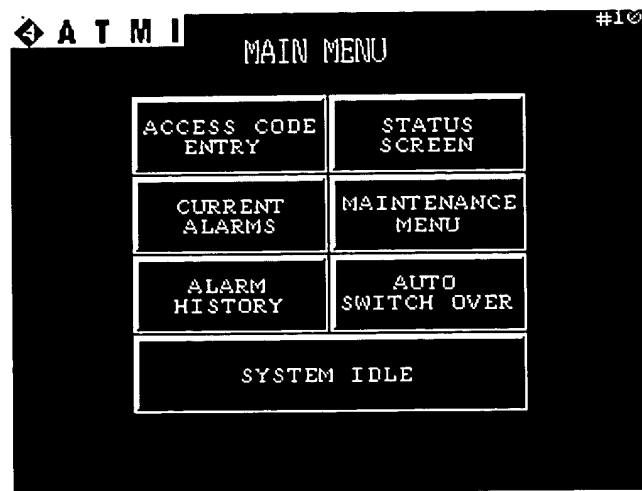 ATMI
#10
MAIN MENU
ACCESS CODE
ENTRY
STATUS
SCREEN
CURRENT
ALARMS
MAINTENANCE
MENU
ALARM
HISTORY
AUTO
SWITCH OVER
SYSTEM IDLE